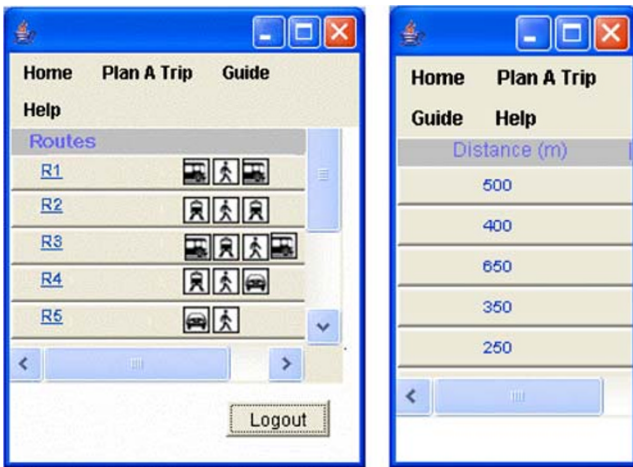 Home Plan A Trip Guide
Help
Routes
R1
R2
R3
R4
R5
Logout
Home Plan A Trip
Guide Help
Distance (m)
500
400
650
350
250